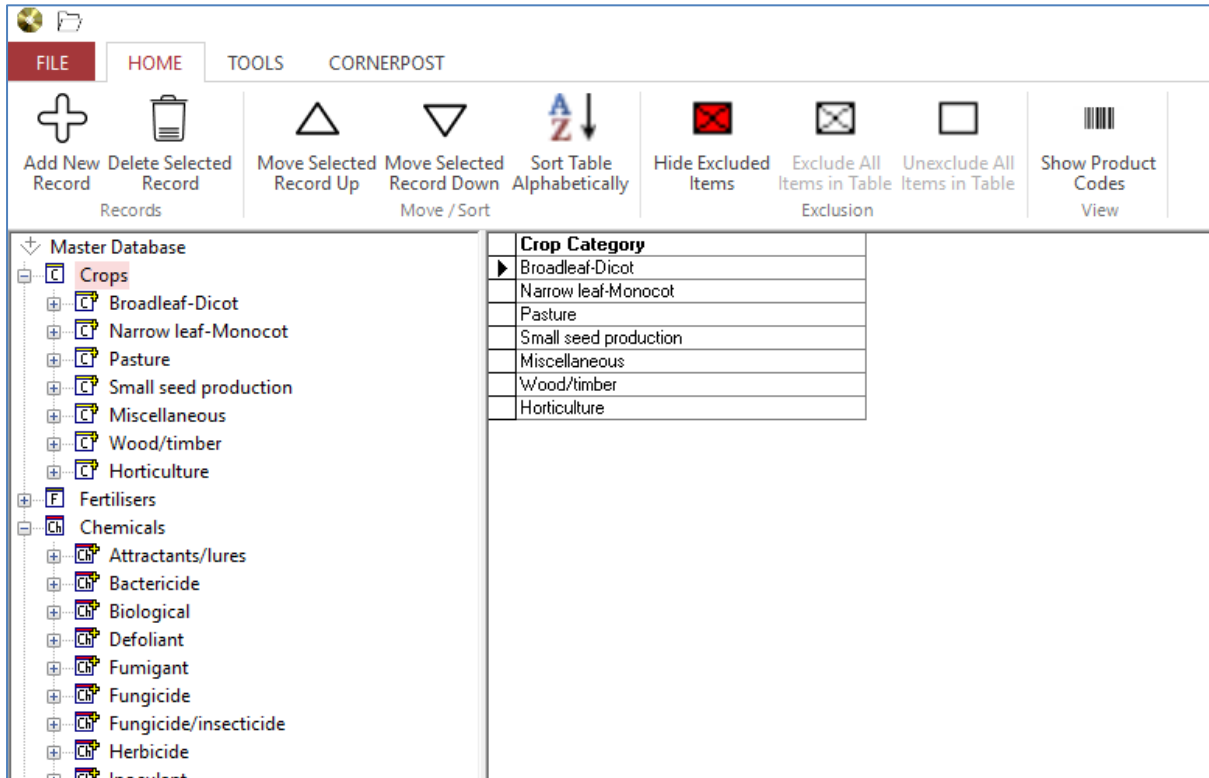 FILE HOME TOOLS CORNERPOST
Add New Record
Delete Selected Record
Move Selected Record Up
Move Selected Record Down
Sort Table Alphabetically
Hide Excluded Items
Exclude All Items in Table
Unexclude All Items in Table
Show Product Codes
Records
Move / Sort
Exclusion
View
Master Database
Crops
Broadleaf-Dicot
Narrow leaf-Monocot
Pasture
Small seed production
Miscellaneous
Wood/timber
Horticulture
Fertilisers
Chemicals
Attractants/lures
Bactericide
Biological
Defoliant
Fumigant
Fungicide
Fungicide/insecticide
Herbicide
Crop Category
Broadleaf-Dicot
Narrow leaf-Monocot
Pasture
Small seed production
Miscellaneous
Wood/timber
Horticulture